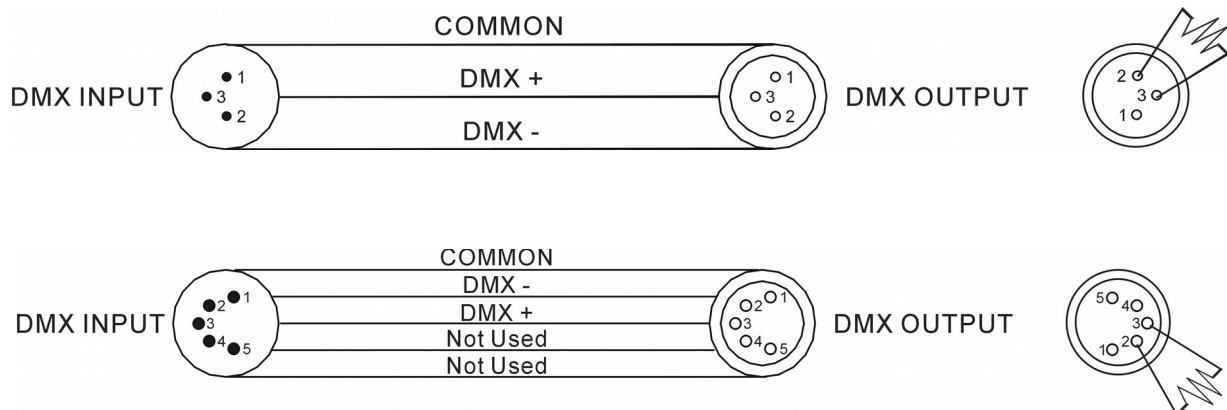 COMMON
DMX INPUT
1
3
2
DMX +
DMX -
1
3
2
DMX OUTPUT
2
3
1
COMMON
DMX -
DMX +
Not Used
Not Used
DMX INPUT
1
2
3
4
5
1
2
3
4
5
DMX OUTPUT
5
4
3
2
1